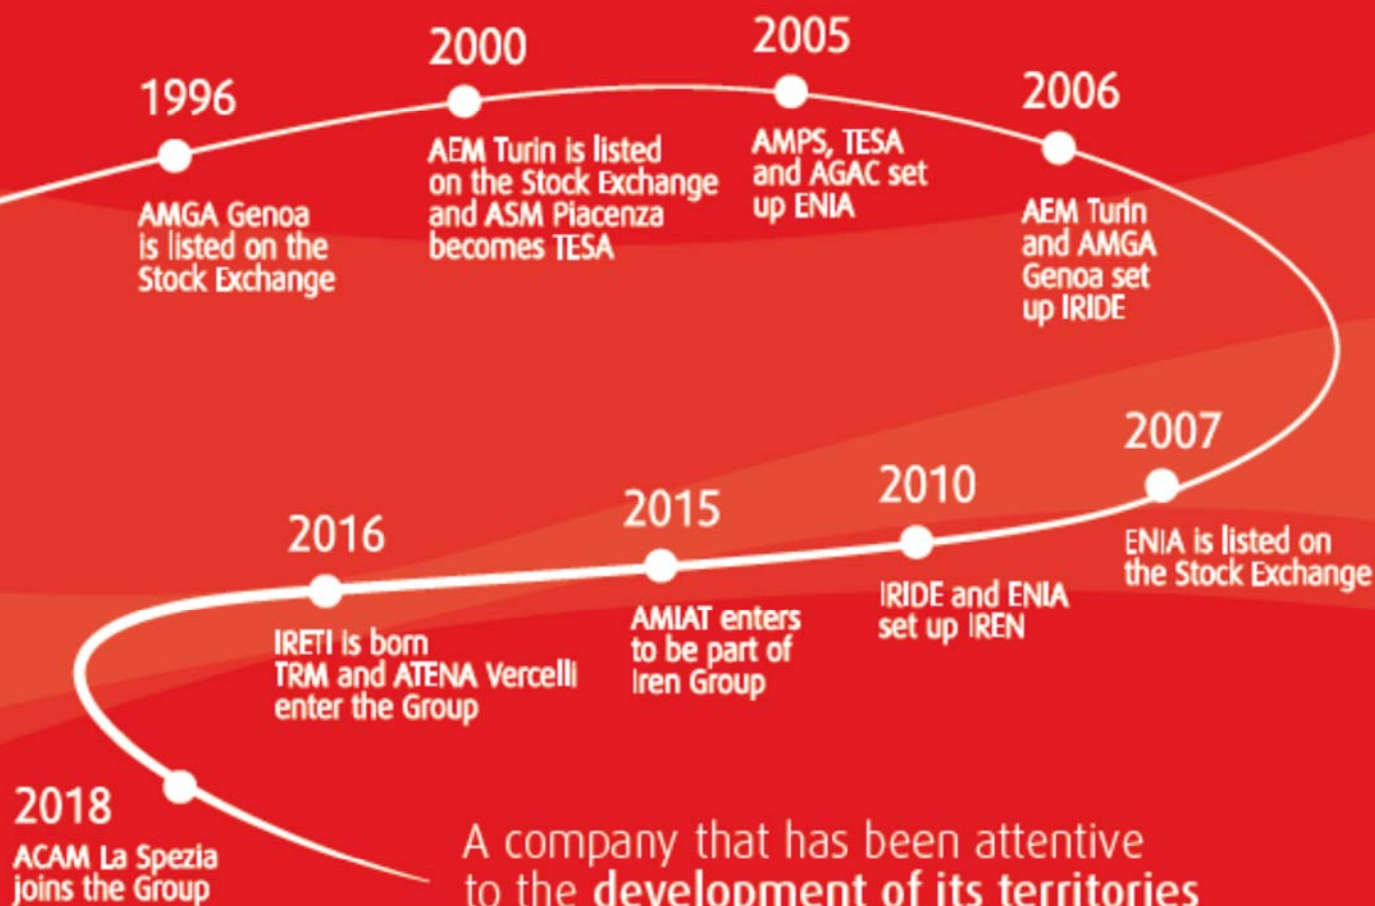 1996
AMGA Genoa
is listed on the
Stock Exchange
2000
AEM Turin is listed
on the Stock Exchange
and ASM Piacenza
becomes TESA
2005
AMPS, TESA
and AGAC set
up ENIA
2006
AEM Turin
and AMGA
Genoa set
up IRIDE
2007
ENIA is listed on
the Stock Exchange
2010
IRIDE and ENIA
set up IREN
2015
AMIAT enters
to be part of
Iren Group
2016
IRETI is born
TRM and ATENA Vercelli
enter the Group
2018
ACAM La Spezia
joins the Group
A company that has been attentive
to the development of its territories